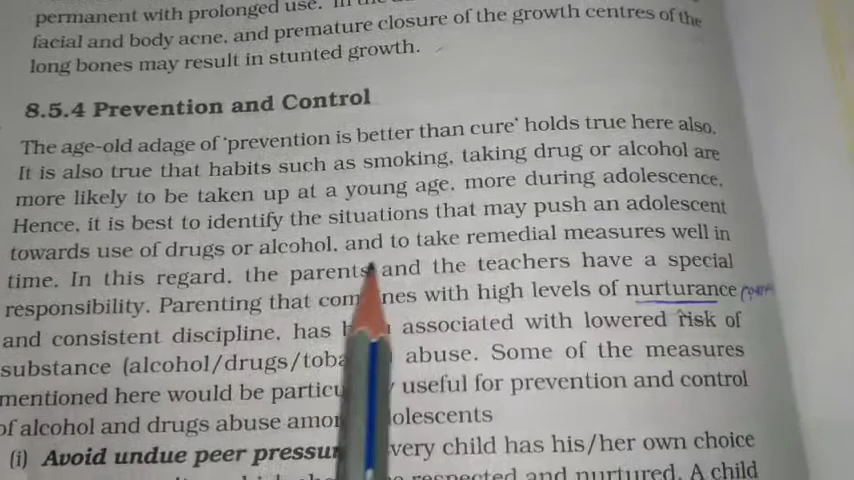 permanent with prolonged use. In the
facial and body acne, and premature closure of the growth centres of the
long bones may result in stunted growth.
8.5.4 Prevention and Control
The age-old adage of 'prevention is better than cure' holds true here also.
It is also true that habits such as smoking, taking drug or alcohol are
more likely to be taken up at a young age, more during adolescence.
Hence, it is best to identify the situations that may push an adolescent
towards use of drugs or alcohol, and to take remedial measures well in
time. In this regard, the parents and the teachers have a special
responsibility. Parenting that com nes with high levels of nurturance
and consistent discipline, has associated with lowered risk of
substance (alcohol/drugs/toba abuse. Some of the measures
mentioned here would be particu useful for prevention and control
of alcohol and drugs abuse amon olescents
(i) Avoid undue peer pressur very child has his/her own choice
respected and nurtured. A child